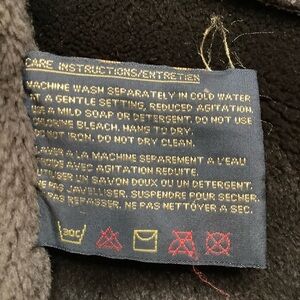 CARE INSTRUCTIONS/ENTRETIEN
MACHINE WASH SEPARATELY IN COLD WATER
AT A GENTLE SETTING, REDUCED AGITATION.
USE A MILD SOAP OR DETERGENT. DO NOT
USE CHLORINE BLEACH. HANG TO DRY.
DO NOT IRON. DO NOT DRY CLEAN.
LAVER A LA MACHINE SEPAREMENT A L'EAU
FROIDE AVEC AGITATION REDUITE.
UTILISER UN SAVON DOUX OU UN DETERGENT.
NE PAS JAVELLISER. SUSPENDRE POUR SECHER.
NE PAS REPASSER. NE PAS NETTOYER A SEC.
30C